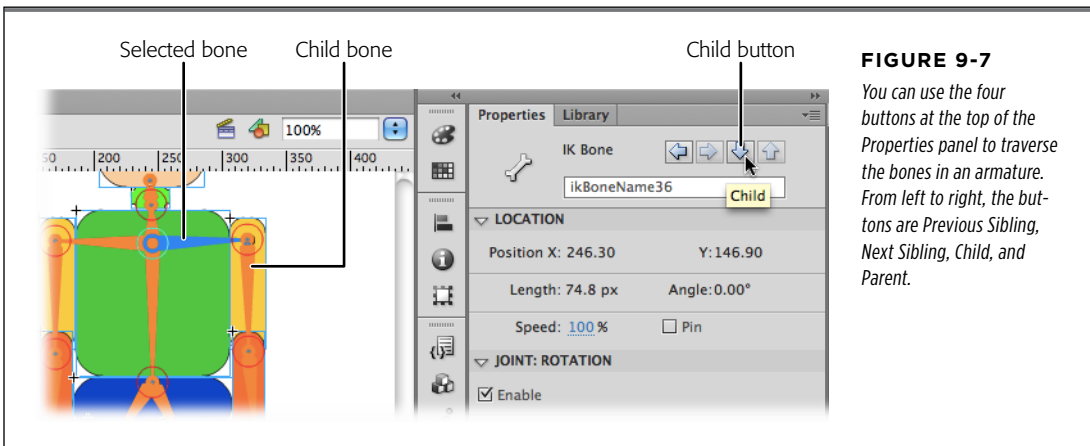 Selected bone
Child bone
Child button
100%
50
200
250
300
350
400
Properties
Library
IK Bone
ikBoneName36
Child
LOCATION
Position X: 246.30
Y: 146.90
Length: 74.8 px
Angle: 0.00°
Speed: 100 %
Pin
JOINT: ROTATION
Enable
FIGURE 9-7
You can use the four
buttons at the top of the
Properties panel to traverse
the bones in an armature.
From left to right, the but-
tons are Previous Sibling,
Next Sibling, Child, and
Parent.